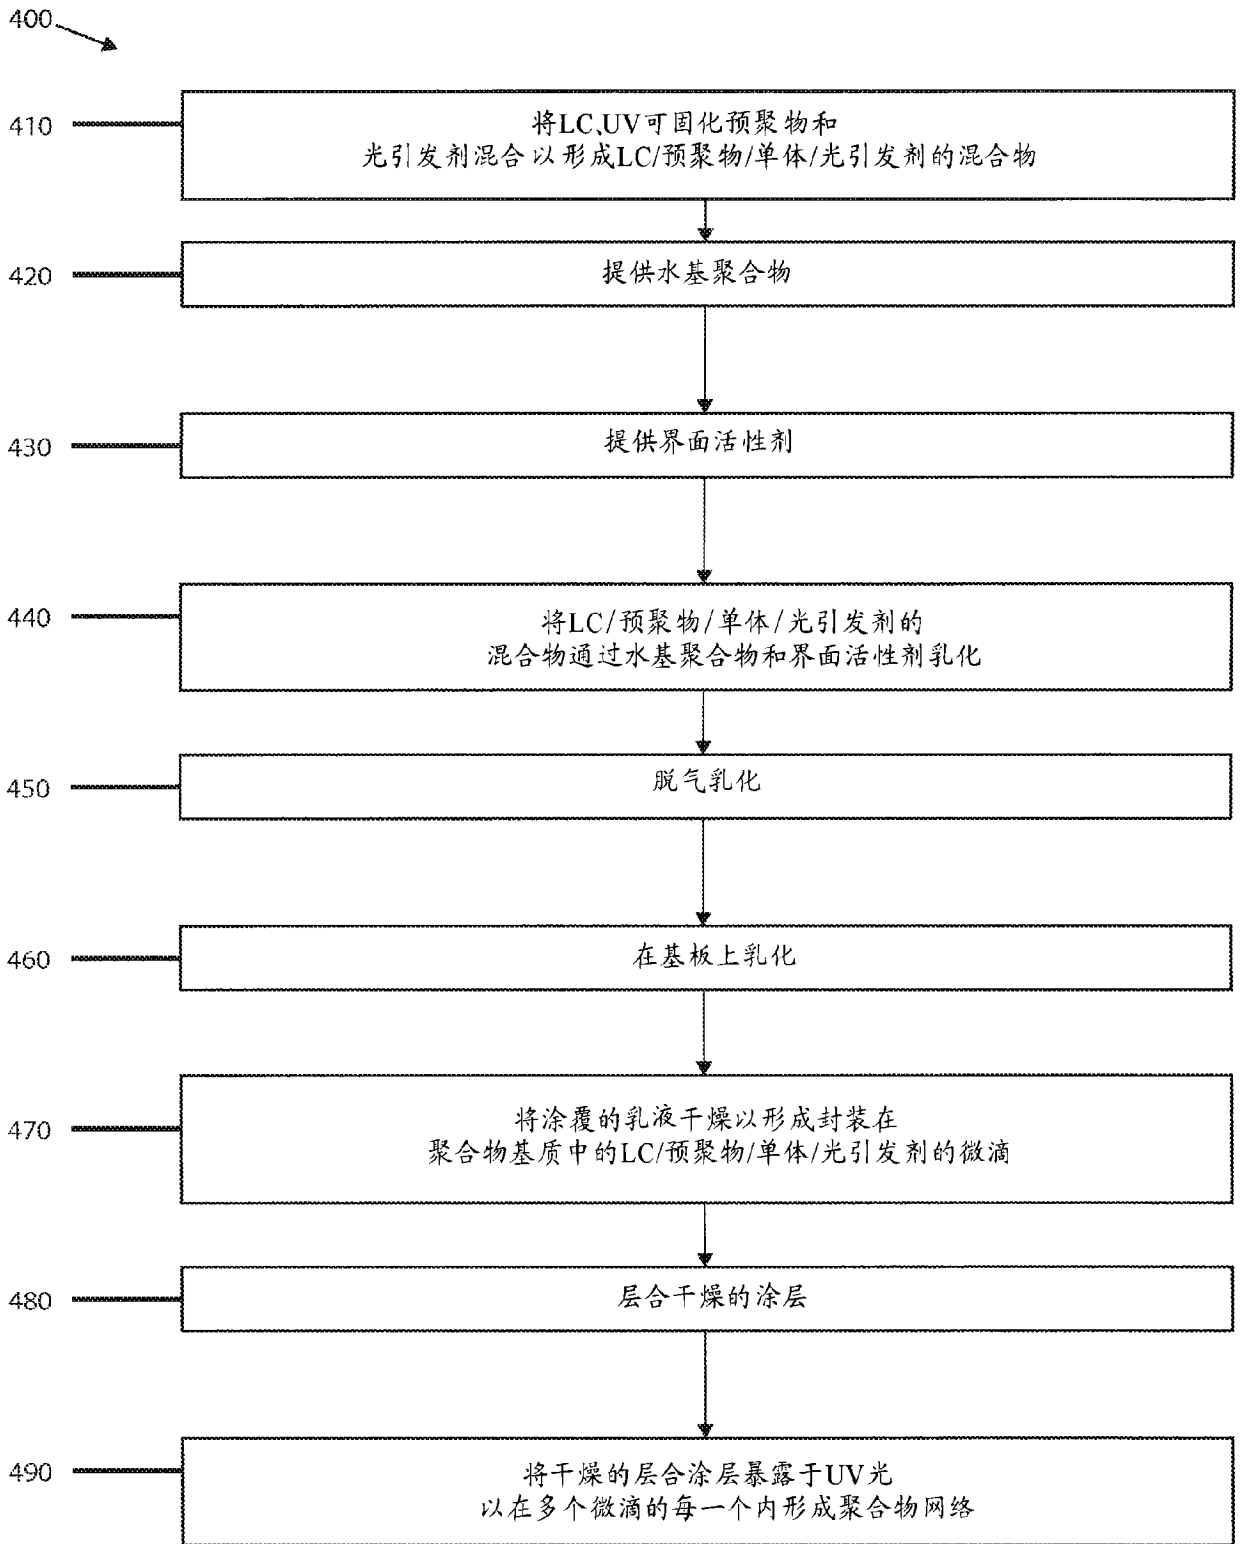 400
410
将LC、UV可固化预聚物和
光引发剂混合以形成LC/预聚物/单体/光引发剂的混合物
420
提供水基聚合物
430
提供界面活性剂
440
将LC/预聚物/单体/光引发剂的
混合物通过水基聚合物和界面活性剂乳化
450
脱气乳化
460
在基板上乳化
470
将涂覆的乳液干燥以形成封装在
聚合物基质中的LC/预聚物/单体/光引发剂的微滴
480
层合干燥的涂层
490
将干燥的层合涂层暴露于UV光
以在多个微滴的每一个内形成聚合物网络